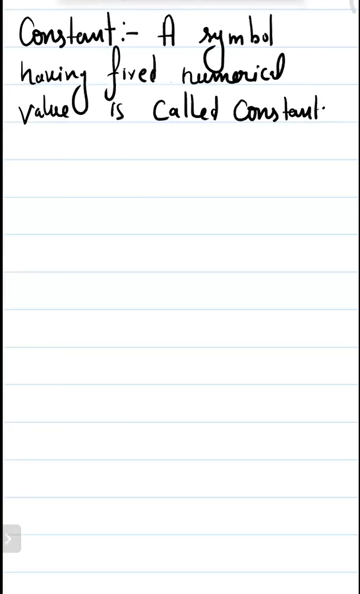 Constant:- A symbol
having fixed numerical
value is called Constant.